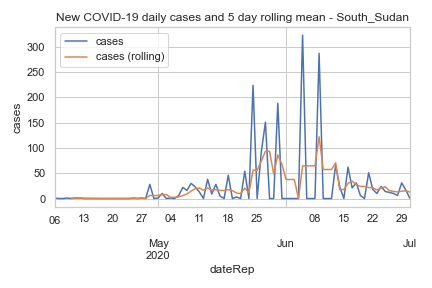 New COVID-19 daily cases and 5 day rolling mean - South_Sudan
cases
cases (rolling)
300
250
200
150
100
50
0
cases
06 13 20 27 04 11 18 25 08 15 22 29
May Jun Jul
2020
dateRep